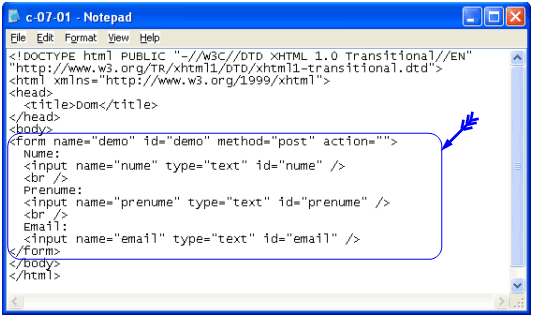 c-07-01 - Notepad
File Edit Format View Help
<!DOCTYPE html PUBLIC "-//W3C//DTD XHTML 1.0 Transitional//EN"
"http://www.w3.org/TR/xhtml1/DTD/xhtml1-transitional.dtd">
<html xmlns="http://www.w3.org/1999/xhtml">
<head>
  <title>Dom</title>
</head>
<body>
<form name="demo" id="demo" method="post" action="">
  Nume:
  <input name="nume" type="text" id="nume" />
  <br />
  Prenume:
  <input name="prenume" type="text" id="prenume" />
  <br />
  Email:
  <input name="email" type="text" id="email" />
</form>
</body>
</html>